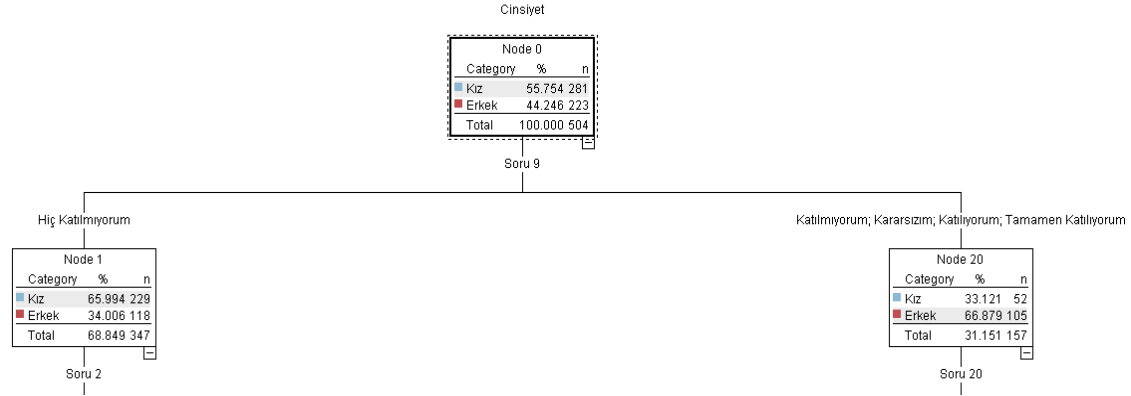 Cinsiyet
Node 0
Category % n
Kız 55.754 281
Erkek 44.246 223
Total 100.000 504
Soru 9
Hiç Katılmıyorum
Katılmıyorum; Kararsızım; Katılıyorum; Tamamen Katılıyorum
Node 1
Category % n
Kız 65.994 229
Erkek 34.006 118
Total 68.849 347
Soru 2
Node 20
Category % n
Kız 33.121 52
Erkek 66.879 105
Total 31.151 157
Soru 20